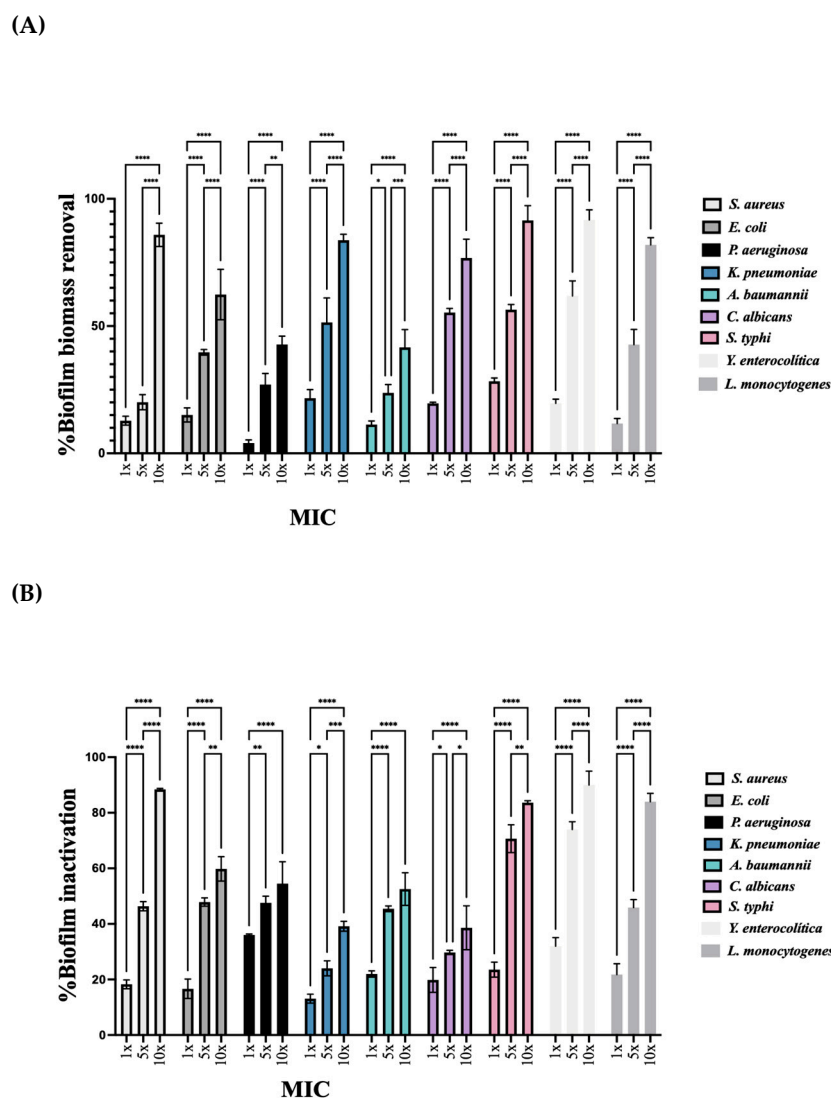 (A)
**** **** **** **** **** **** **** ****
**** **** **** ** **** **** **** **** **** **** ****
**** **** **** * *** **** **** **** ****
100
50
0
%Biofilm biomass removal
1x 5x 10x 1x 5x 10x 1x 5x 10x 1x 5x 10x 1x 5x 10x 1x 5x 10x 1x 5x 10x 1x 5x 10x 1x 5x 10x
MIC
S. aureus
E. coli
P. aeruginosa
K. pneumoniae
A. baumannii
C. albicans
S. typhi
Y. enterocolítica
L. monocytogenes
(B)
**** **** **** **** **** **** **** **** ****
**** **** *** **** ** **** ****
**** ** ** * **** * * **** ****
100
80
60
40
20
0
%Biofilm inactivation
1x 5x 10x 1x 5x 10x 1x 5x 10x 1x 5x 10x 1x 5x 10x 1x 5x 10x 1x 5x 10x 1x 5x 10x 1x 5x 10x
MIC
S. aureus
E. coli
P. aeruginosa
K. pneumoniae
A. baumannii
C. albicans
S. typhi
Y. enterocolítica
L. monocytogenes